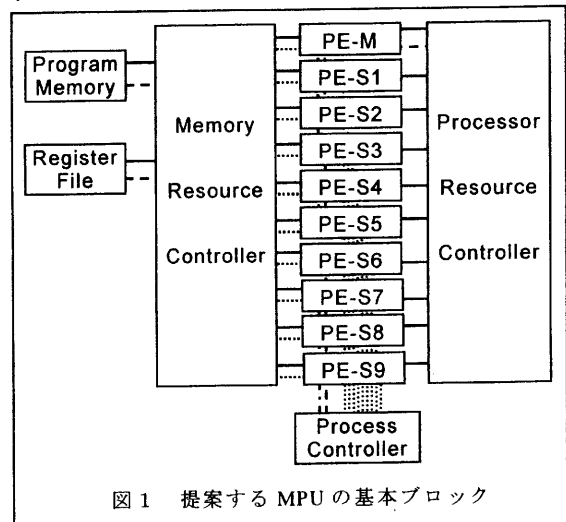 Program
Memory
Register
File
Memory
Resource
Controller
PE-M
PE-S1
PE-S2
PE-S3
PE-S4
PE-S5
PE-S6
PE-S7
PE-S8
PE-S9
Processor
Resource
Controller
Process
Controller
図1 提案する MPU の基本ブロック